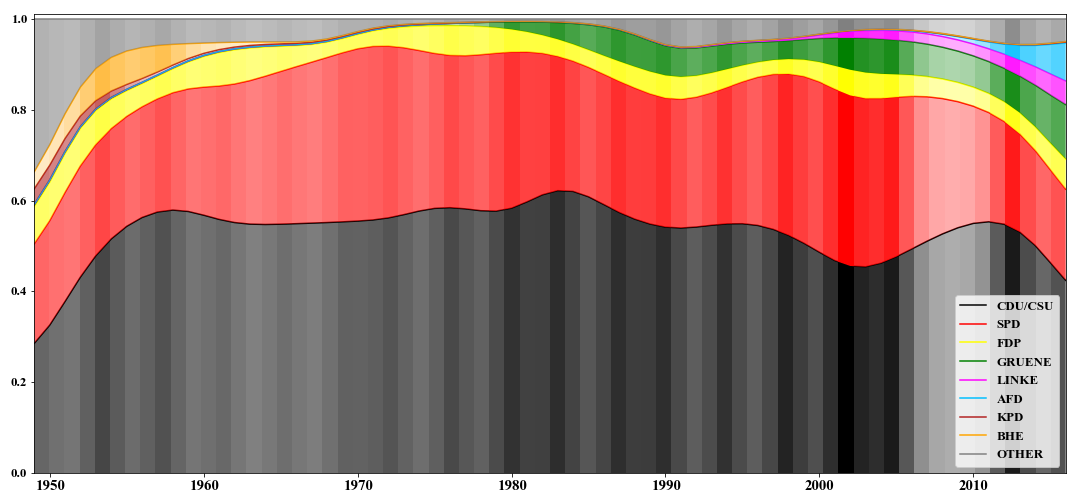 1.0
0.8
0.6
0.4
0.2
0.0
1950 1960 1970 1980 1990 2000 2010
CDU/CSU
SPD
FDP
GRUENE
LINKE
AFD
KPD
BHE
OTHER